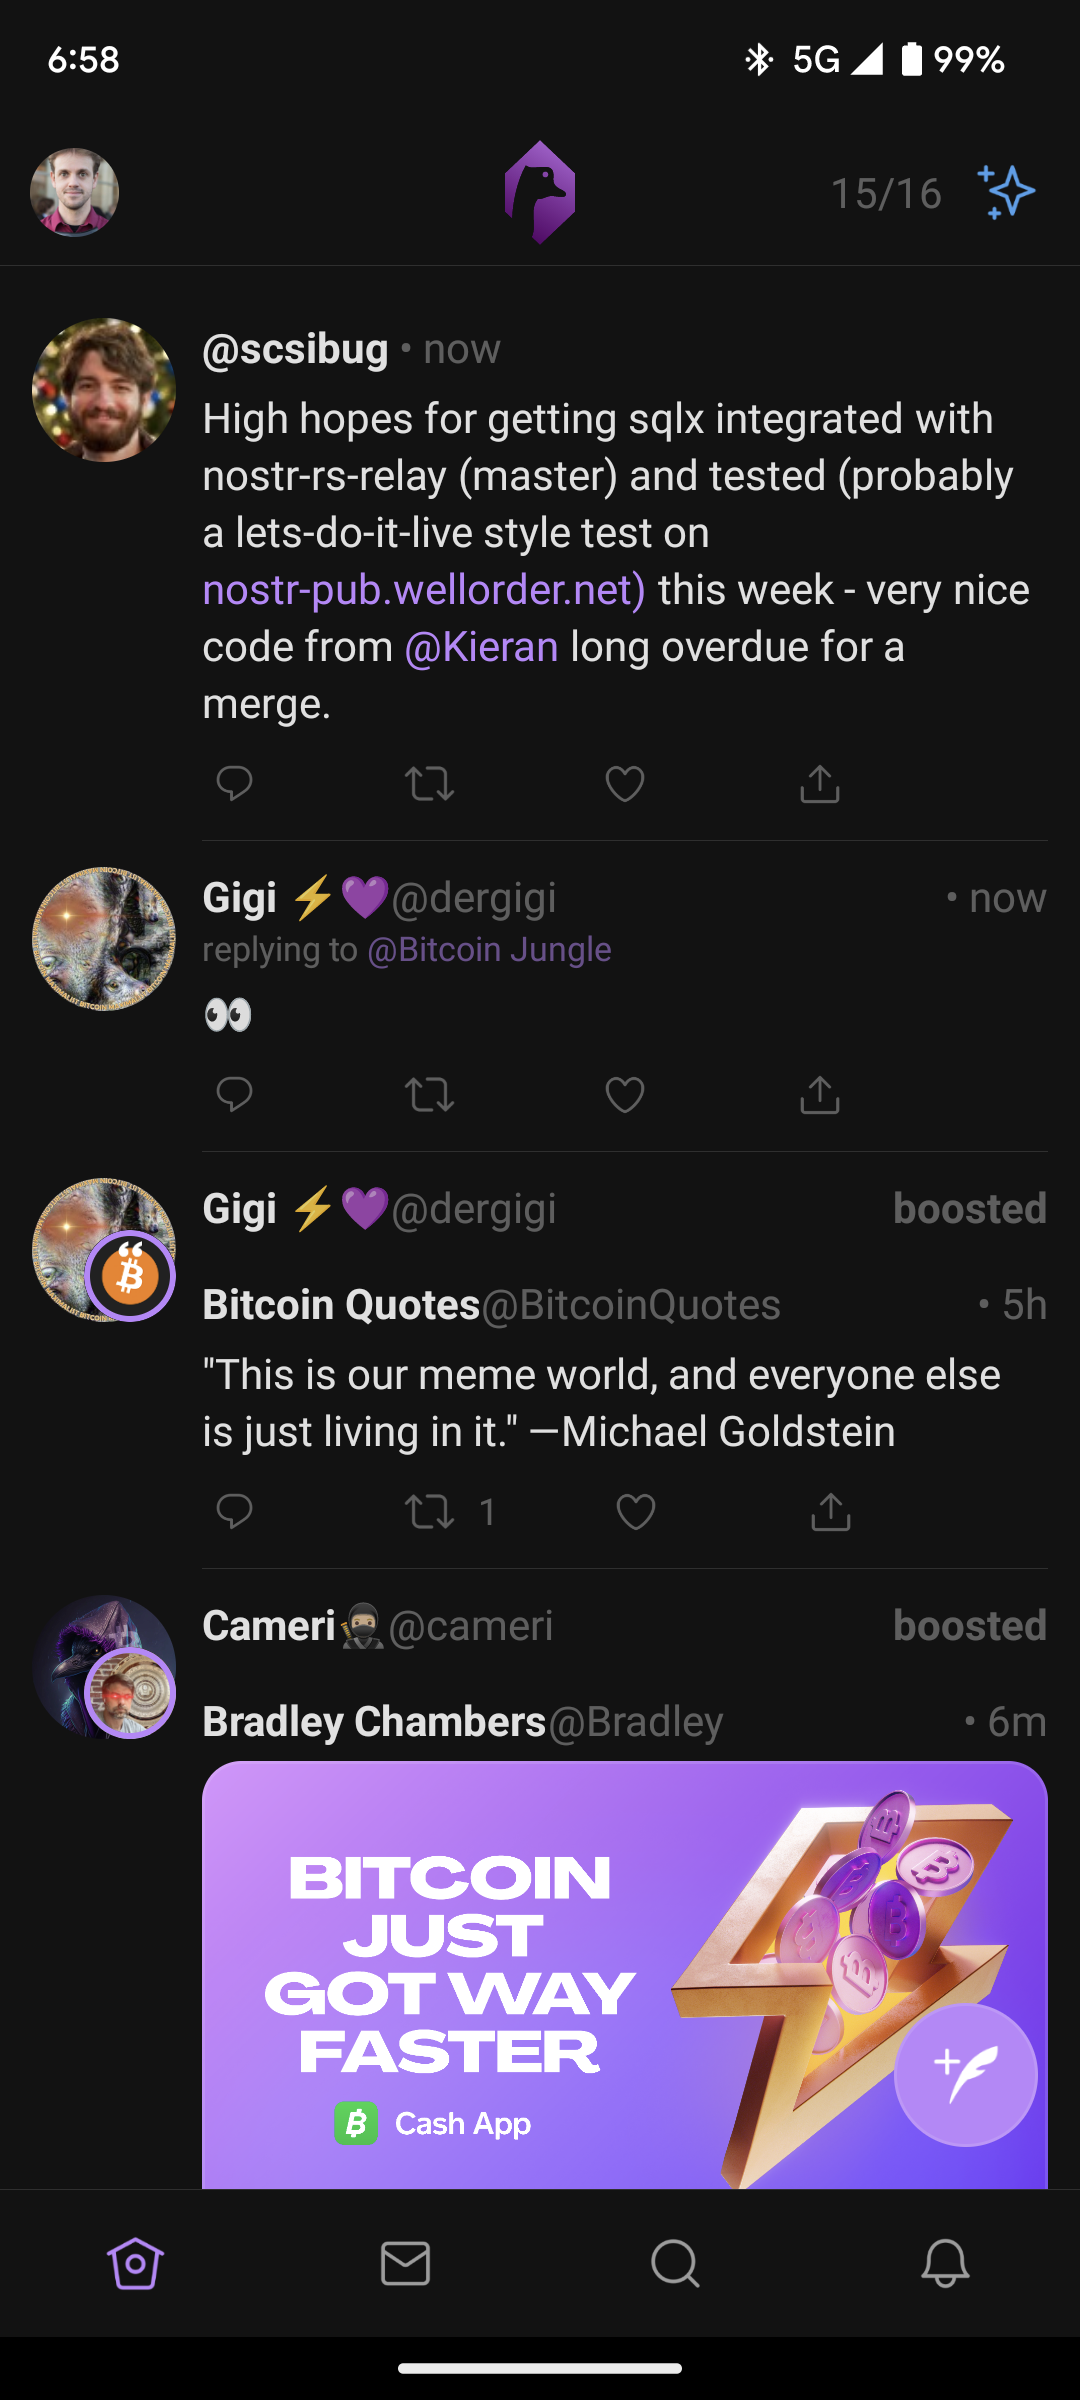 6:58
5G 99%
15/16
@scsibug • now
High hopes for getting sqlx integrated with
nostr-rs-relay (master) and tested (probably
a lets-do-it-live style test on
nostr-pub.wellorder.net) this week - very nice
code from @Kieran long overdue for a
merge.
Gigi ⚡💜@dergigi • now
replying to @Bitcoin Jungle
👀
Gigi ⚡💜@dergigi boosted
Bitcoin Quotes@BitcoinQuotes • 5h
"This is our meme world, and everyone else
is just living in it." —Michael Goldstein
1
Cameri🥷🏽@cameri boosted
Bradley Chambers@Bradley • 6m
BITCOIN
JUST
GOT WAY
FASTER
Cash App